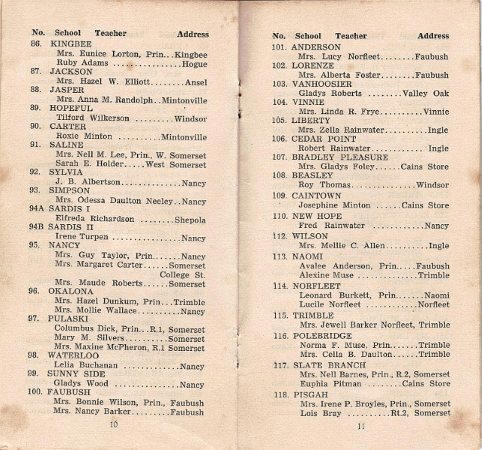 No. School Teacher Address
86. KINGBEE
Mrs. Eunice Lorton, Prin...Kingbee
Ruby Adams .................Hogue
87. JACKSON
Mrs. Hazel W. Elliott........Ansel
88. JASPER
Mrs. Anna M. Randolph..Mintonville
89. HOPEFUL
Tilford Wilkerson ..........Windsor
90. CARTER
Roxie Minton ...........Mintonville
91. SALINE
Mrs. Nell M. Lee, Prin., W. Somerset
Sarah E. Holder.....West Somerset
92. SYLVIA
J. B. Albertson..............Nancy
93. SIMPSON
Mrs. Odessa Daulton Neeley..Nancy
94A SARDIS I
Elfreda Richardson ........Shepola
94B SARDIS II
Irene Turpen ................Nancy
95. NANCY
Mrs. Guy Taylor, Prin.......Nancy
Mrs. Margaret Carter......Somerset
College St.
Mrs. Maude Roberts......Somerset
96. OKALONA
Mrs. Hazel Dunkum, Prin...Trimble
Mrs. Mollie Wallace..........Nancy
97. PULASKI
Columbus Dick, Prin...R.1, Somerset
Mary M. Silvers...........Somerset
Mrs. Maxine McPheron, R.1 Somerset
98. WATERLOO
Lelia Buchanan .............Nancy
99. SUNNY SIDE
Gladys Wood ...............Nancy
100. FAUBUSH
Mrs. Bonnie Wilson, Prin., Faubush
Mrs. Nancy Barker........Faubush
10
No. School Teacher Address
101. ANDERSON
Mrs. Lucy Norfleet........Faubush
102. LORENZE
Mrs. Alberta Foster.......Faubush
103. VANHOOSIER
Gladys Roberts ........Valley Oak
104. VINNIE
Mrs. Linda R. Frye..........Vinnie
105. LIBERTY
Mrs. Zella Rainwater.........Ingle
106. CEDAR POINT
Robert Rainwater............Ingle
107. BRADLEY PLEASURE
Mrs. Gladys Foley.....Cains Store
108. BEASLEY
Roy Thomas..............Windsor
109. CAINTOWN
Josephine Minton .....Cains Store
110. NEW HOPE
Fred Rainwater ............Nancy
112. WILSON
Mrs. Mellie C. Allen.........Ingle
113. NAOMI
Avalee Anderson, Prin....Faubush
Alexine Muse ............Trimble
114. NORFLEET
Leonard Burkett, Prin......Naomi
Lucile Norfleet ...........Norfleet
115. TRIMBLE
Mrs. Jewell Barker Norfleet, Trimble
116. POLEBRIDGE
Norma F. Muse, Prin.....Trimble
Mrs. Celia B. Daulton.....Trimble
117. SLATE BRANCH
Mrs. Nell Barnes, Prin., R.2, Somerset
Euphia Pitman ........Cains Store
118. PISGAH
Mrs. Irene P. Broyles, Prin., Somerset
Lois Bray .........Rt.2, Somerset
11